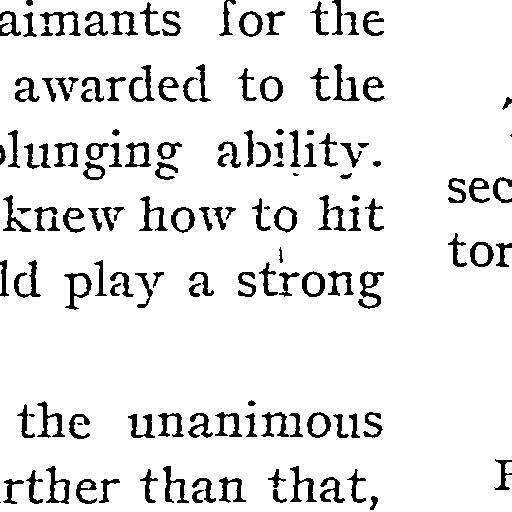 aimants for the
awarded to the
plunging ability.
knew how to hit
ld play a strong
the unanimous
rther than that,
sec
tor